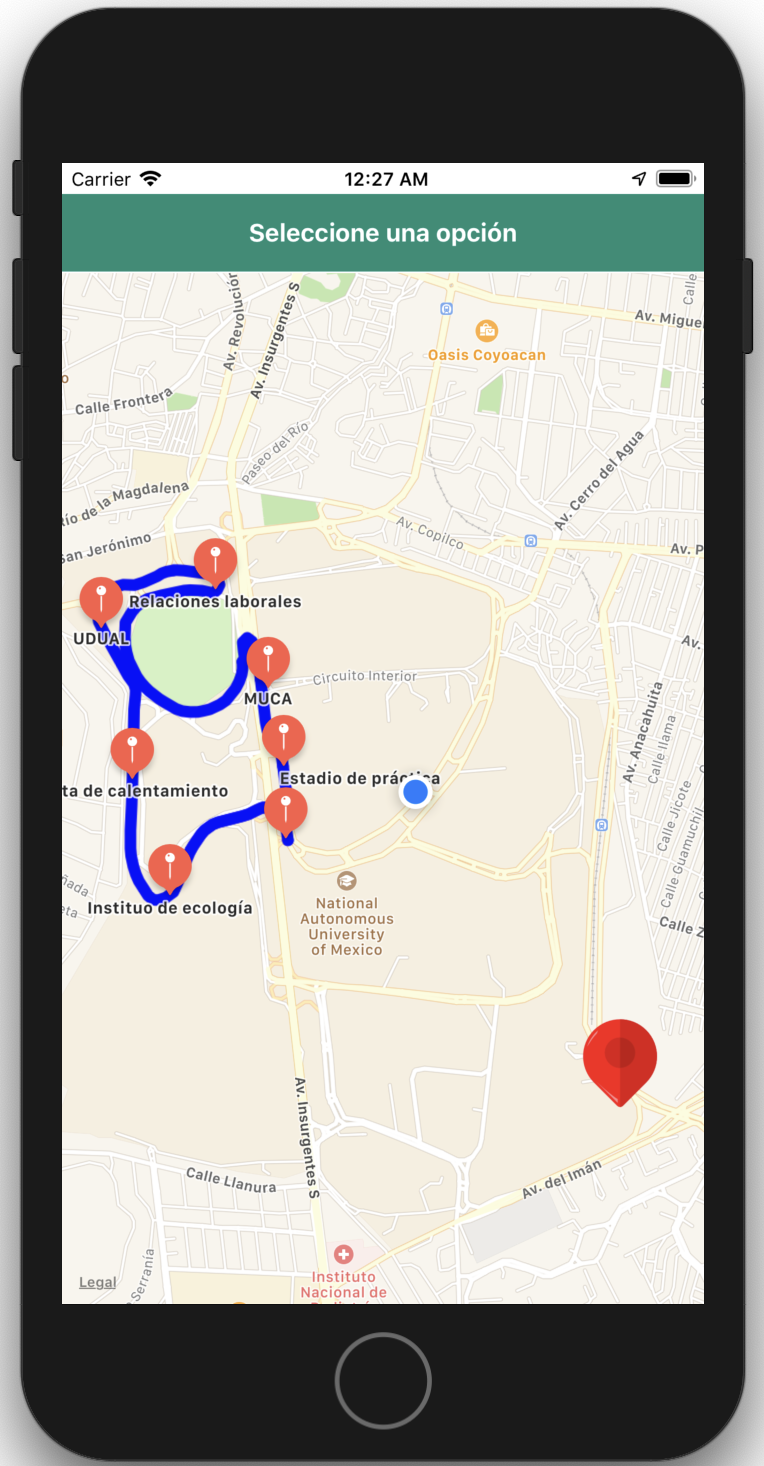 Carrier
12:27 AM
Seleccione una opción
Av. Revolución
Av. Insurgentes S
Calle
Av. Migue
Oasis Coyoacan
o
Calle Frontera
Paseo del Río
Av. Cerro del Agua
Río de la Magdalena
Av. Copilco
San Jerónimo
Av. P
Relaciones laborales
UDUAL
Av.
Circuito Interior
MUCA
Av. Anacahuita
Calle Ilama
Estadio de práctica
ta de calentamiento
Calle Jicote
Calle Guamuchil
ñada
eta
Instituo de ecología
National
Autonomous
University
of Mexico
Calle Z
Av. Insurgentes S
Calle Llanura
Av. del Imán
Serranía
Legal
Instituto
Nacional de